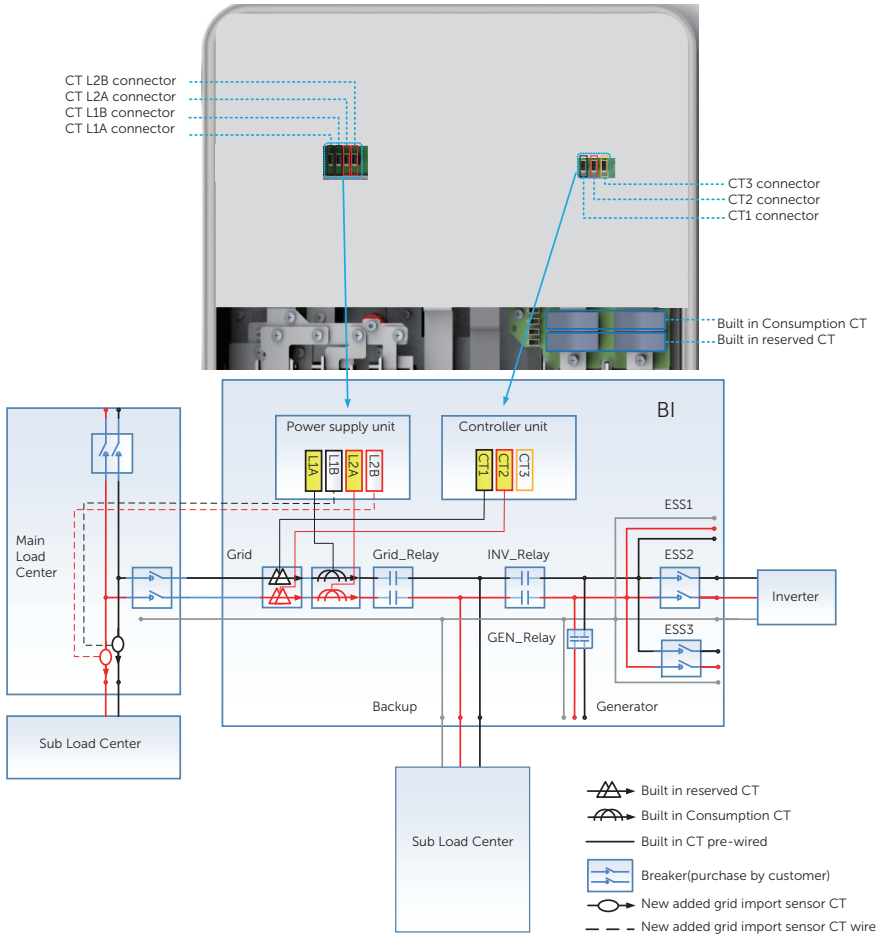 CT L2B connector
CT L2A connector
CT L1B connector
CT L1A connector
CT3 connector
CT2 connector
CT1 connector
Built in Consumption CT
Built in reserved CT
BI
Power supply unit
Controller unit
L1A
L1B
L2A
L2B
CT1
CT2
CT3
Main
Load
Center
Grid
Grid_Relay
INV_Relay
ESS1
ESS2
Inverter
GEN_Relay
ESS3
Backup
Generator
Sub Load Center
Sub Load Center
Built in reserved CT
Built in Consumption CT
Built in CT pre-wired
Breaker(purchase by customer)
New added grid import sensor CT
New added grid import sensor CT wire